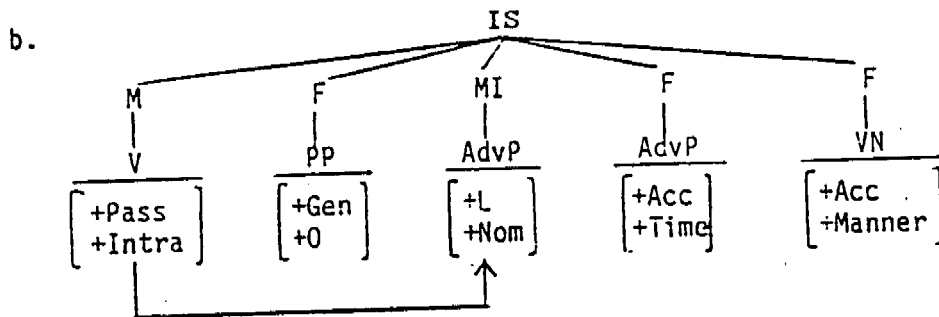 IS
b.
M F MI F F
V PP AdvP AdvP VN
+Pass +Gen +L +Acc +Acc
+Intra +O +Nom +Time +Manner